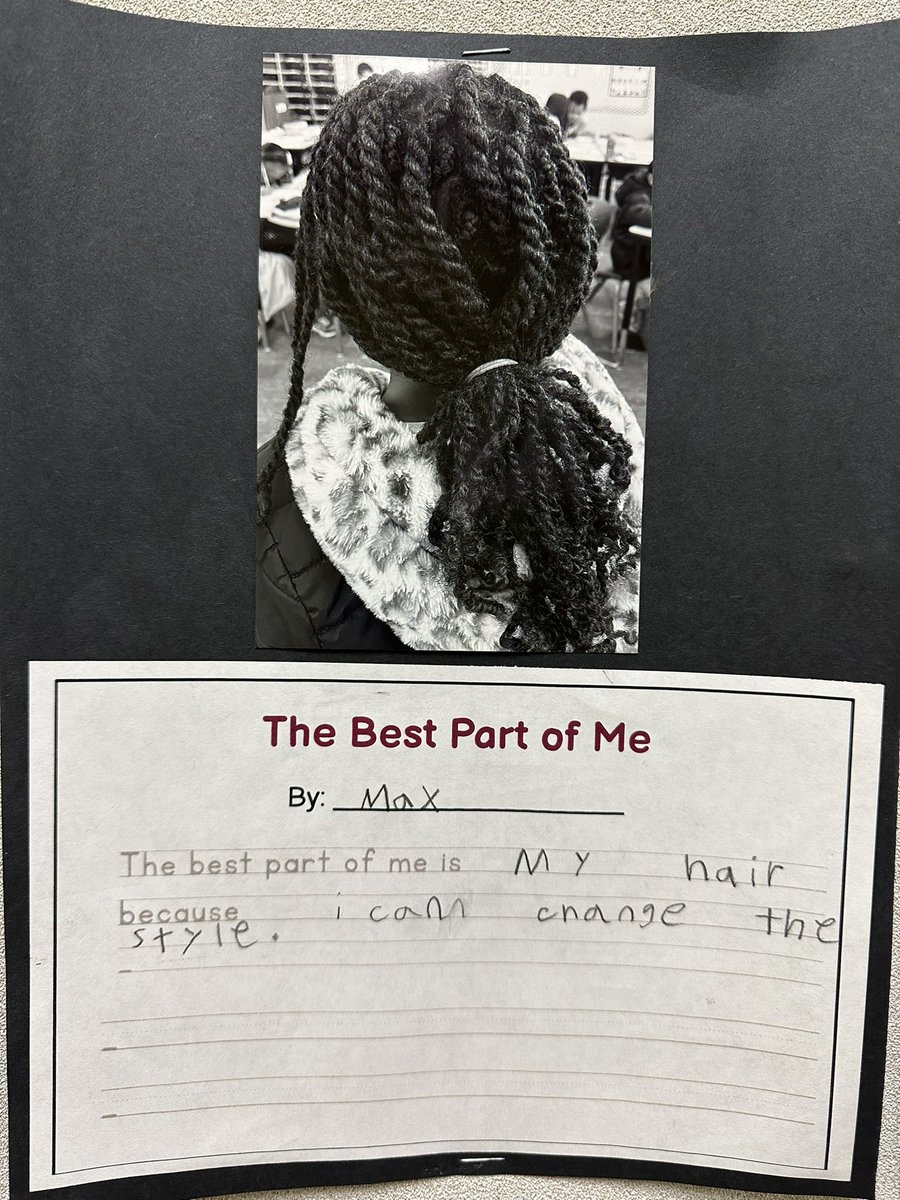 The Best Part of Me
By: Max
The best part of me is My hair
because i can change the
style.